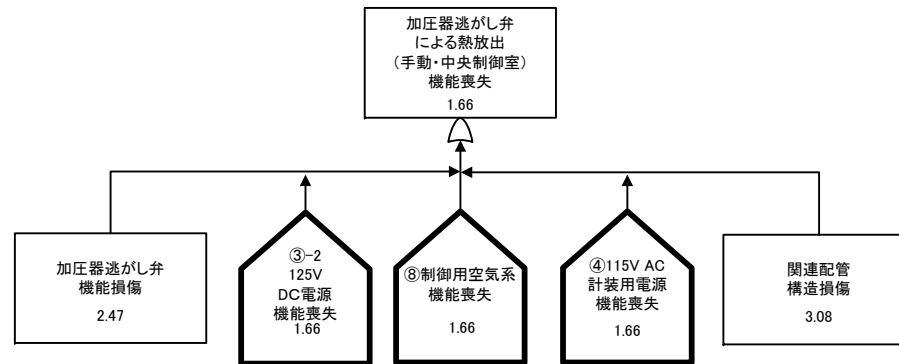 加圧器逃がし弁
による熱放出
(手動・中央制御室)
機能喪失
1.66
加圧器逃がし弁
機能損傷
2.47
③-2
125V
DC電源
機能喪失
1.66
⑧制御用空気系
機能喪失
1.66
④115V AC
計装用電源
機能喪失
1.66
関連配管
構造損傷
3.08